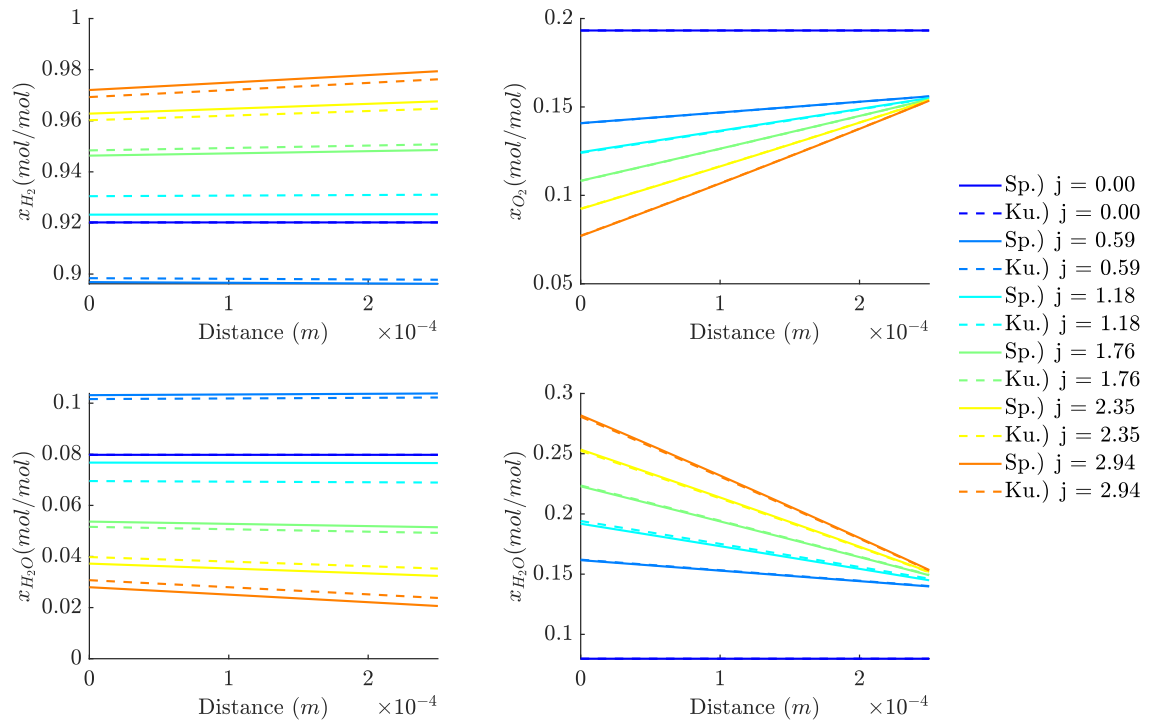 1
0.98
0.96
0.94
0.92
0.9
x_{H_2}(mol/mol)
0 1 2
Distance (m) ×10⁻⁴
0.2
0.15
0.1
0.05
x_{O_2}(mol/mol)
0 1 2
Distance (m) ×10⁻⁴
0.1
0.08
0.06
0.04
0.02
0
x_{H_2O}(mol/mol)
0 1 2
Distance (m) ×10⁻⁴
0.3
0.25
0.2
0.15
0.1
x_{H_2O}(mol/mol)
0 1 2
Distance (m) ×10⁻⁴
Sp.) j = 0.00
Ku.) j = 0.00
Sp.) j = 0.59
Ku.) j = 0.59
Sp.) j = 1.18
Ku.) j = 1.18
Sp.) j = 1.76
Ku.) j = 1.76
Sp.) j = 2.35
Ku.) j = 2.35
Sp.) j = 2.94
Ku.) j = 2.94